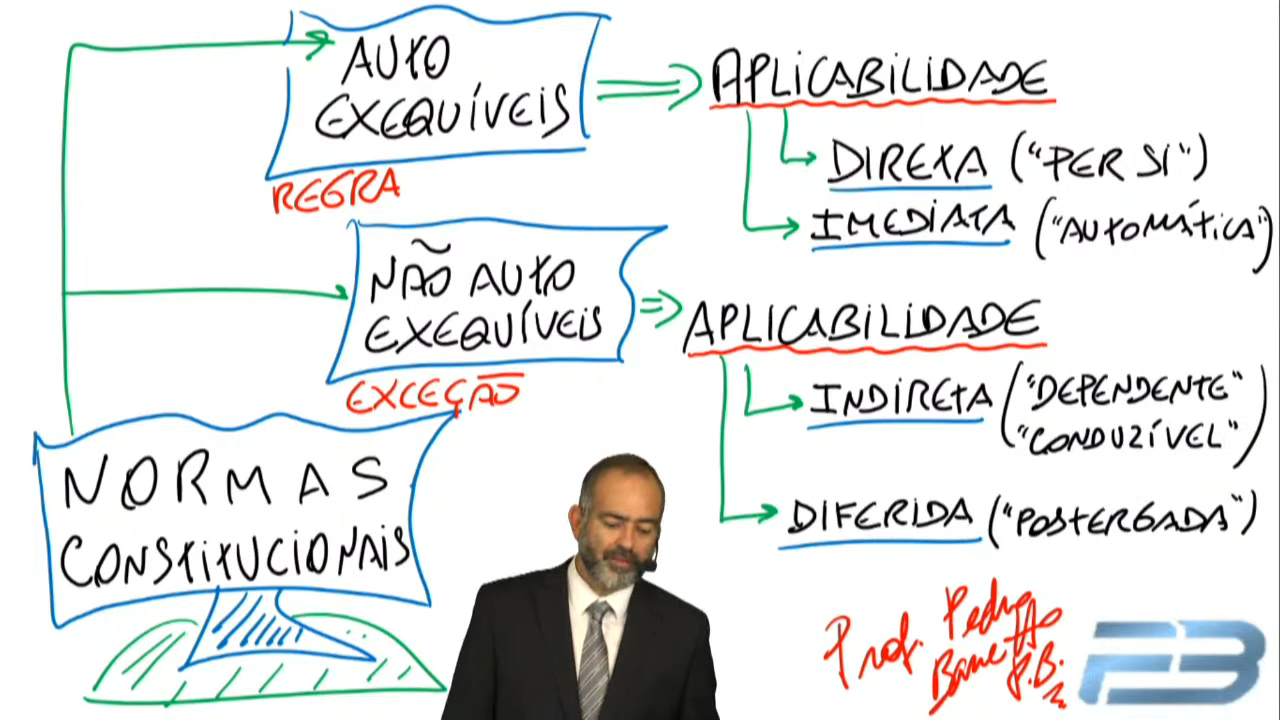 AUTO
EXEQUÍVEIS
REGRA
APLICABILIDADE
DIRETA ("PER SI")
IMEDIATA ("AUTOMÁTICA")
NÃO AUTO
EXEQUÍVEIS
EXCEÇÃO
APLICABILIDADE
INDIRETA ("DEPENDENTE"
"CONDUZÍVEL")
DIFERIDA ("POSTERGADA")
NORMAS
CONSTITUCIONAIS
Prof. Pedro
P.B.
PB